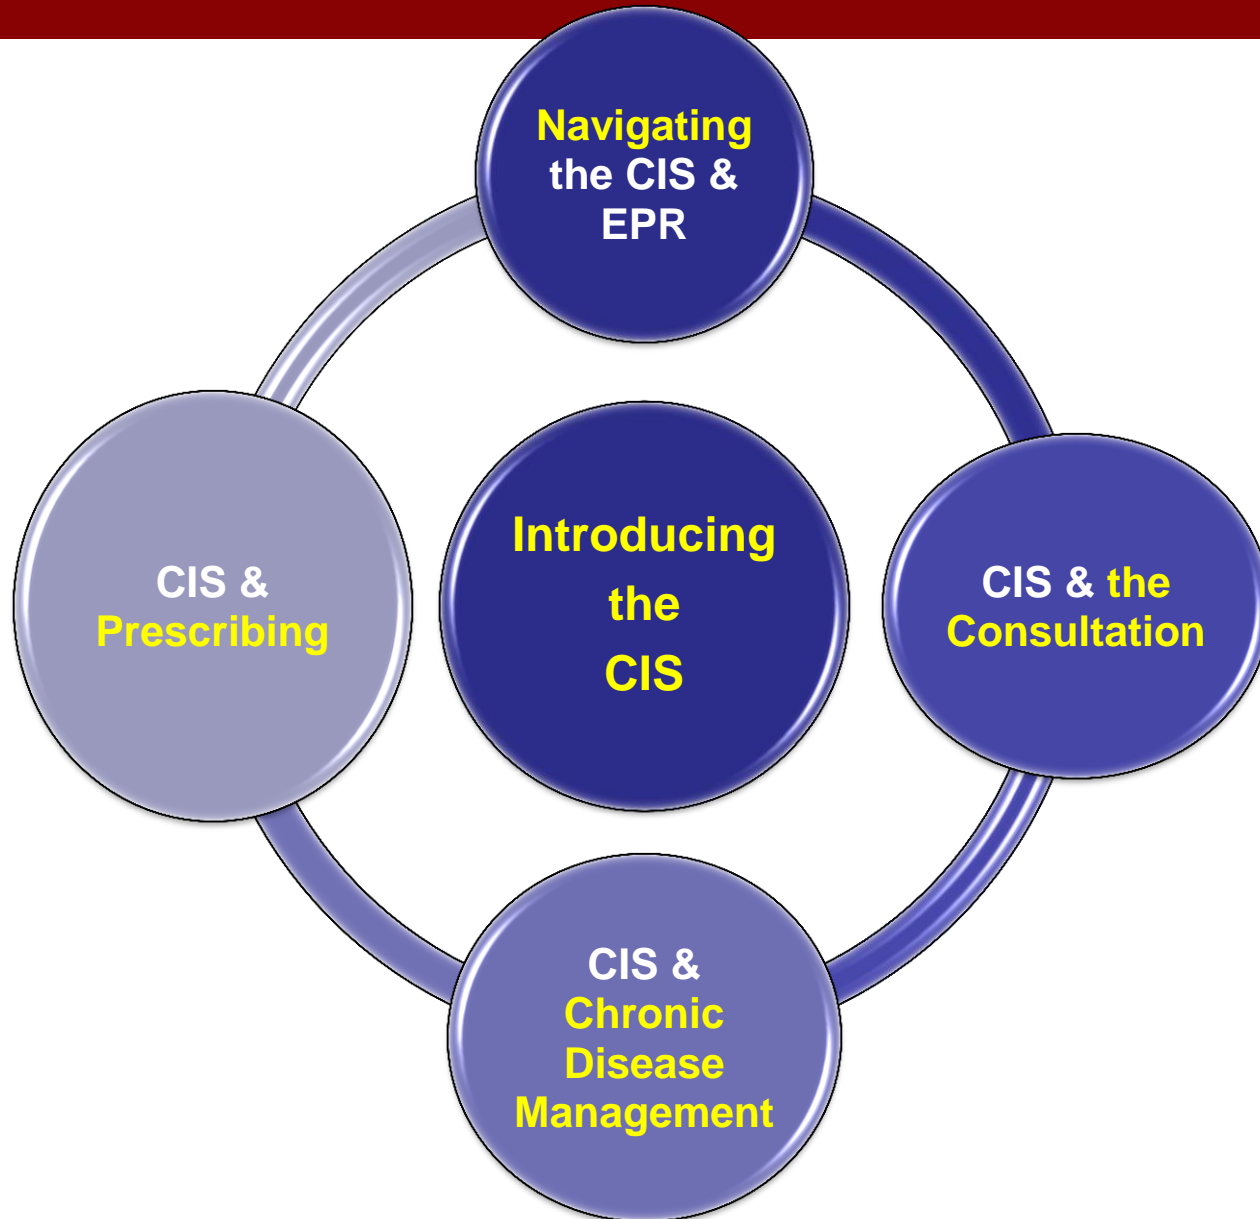 Navigating
the CIS &
EPR
Introducing
the
CIS
CIS & the
Consultation
CIS &
Chronic
Disease
Management
CIS &
Prescribing